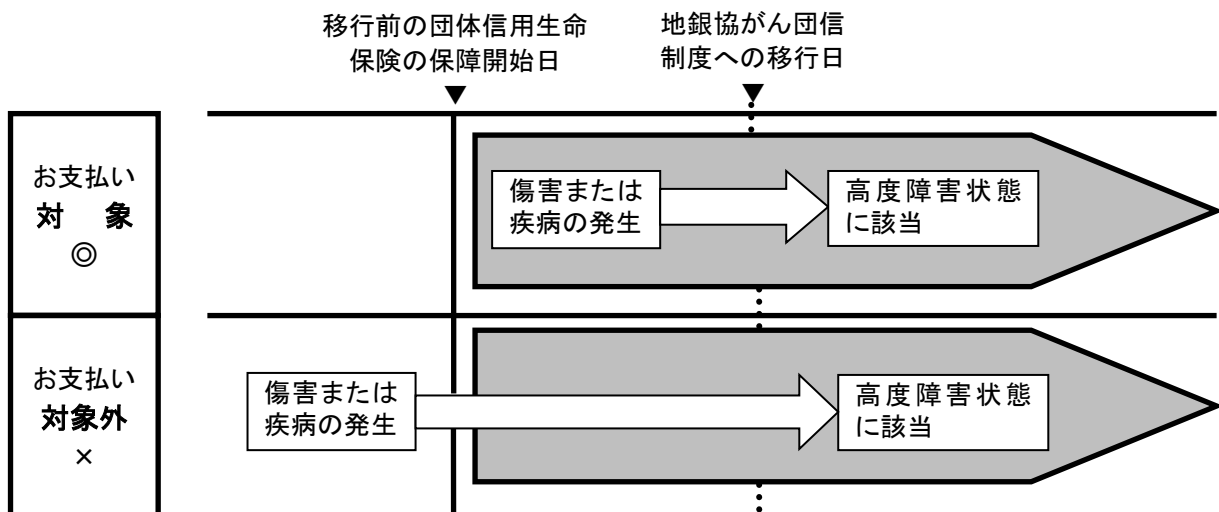 移行前の団体信用生命
保険の保障開始日
地銀協がん団信
制度への移行日
お支払い
対　象
◎
傷害または
疾病の発生
高度障害状態
に該当
お支払い
対象外
×
傷害または
疾病の発生
高度障害状態
に該当